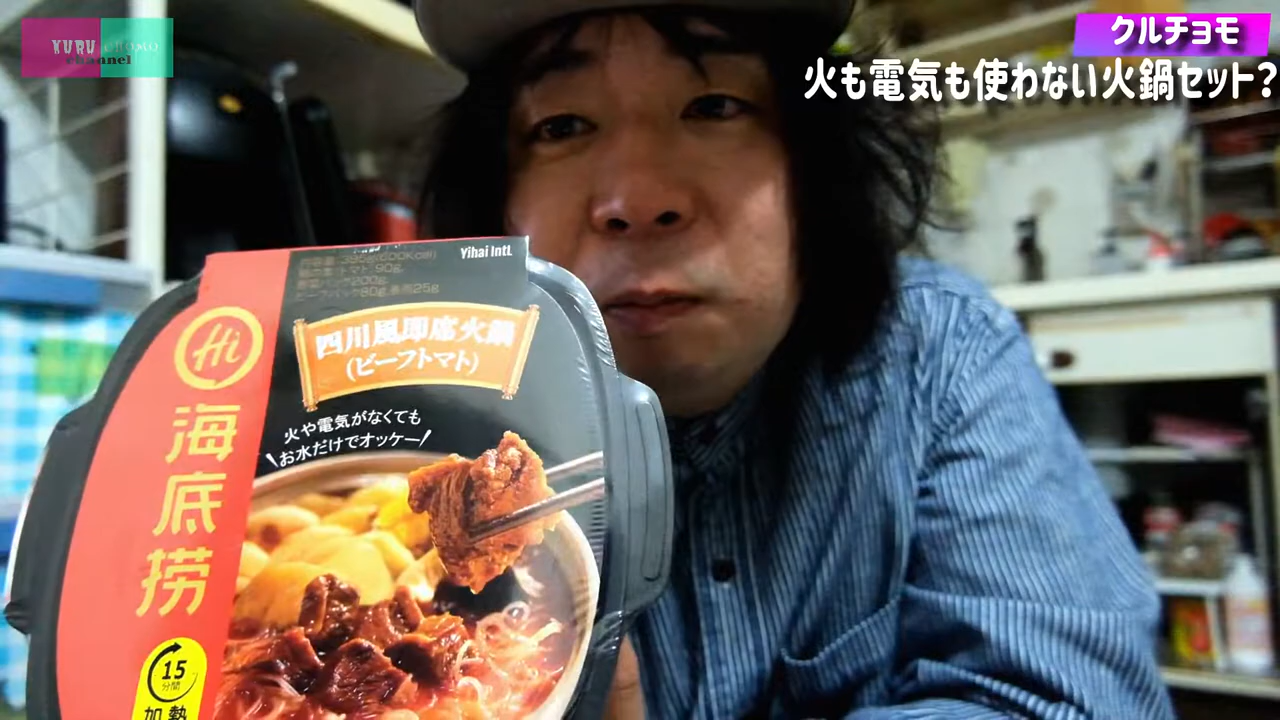 KURU
channel
クルチョモ
火も電気も使わない火鍋セット?
Yihai Intl.
Hi
海底捞
四川風即席火鍋
(ビーフトマト)
火や電気がなくても
お水だけでオッケー!
15
分間
加熱